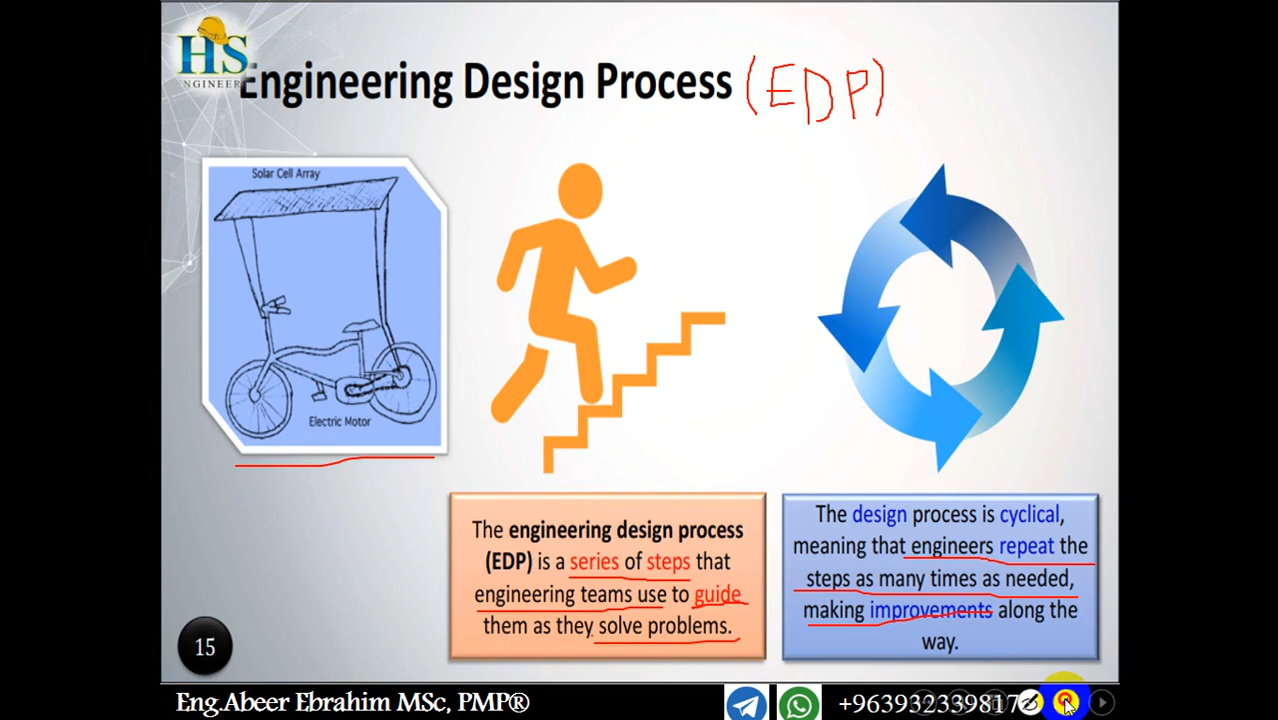 HS
NGINEER
Engineering Design Process (EDP)
Solar Cell Array
Electric Motor
The engineering design process
(EDP) is a series of steps that
engineering teams use to guide
them as they solve problems.
The design process is cyclical,
meaning that engineers repeat the
steps as many times as needed,
making improvements along the
way.
15
Eng.Abeer Ebrahim MSc, PMP®
+963932339817